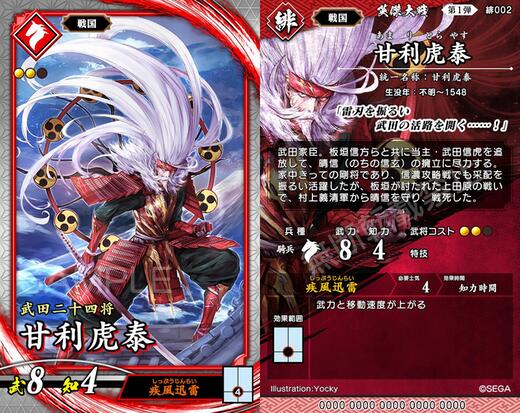 戦国
武田二十四将
甘利虎泰
武8 知4
しっぷうじんらい
疾風迅雷
4
緋
戦国
英傑大戦
第1弾
緋002
あまり とらやす
甘利虎泰
統一名称:甘利虎泰
生没年:不明～1548
「雷刃を振るい
武田の活路を開く……!」
武田家臣。板垣信方らと共に当主・武田信虎を追
放して、晴信(のちの信玄)の擁立に尽力する。
家中きっての剛将であり、信濃攻略戦でも采配を
振るい活躍したが、板垣が討たれた上田原の戦い
で、村上義清軍から晴信を守り、戦死した。
兵種 武力 知力 武将コスト
騎兵 8 4 特技
しっぷうじんらい 必要士気 効果時間
疾風迅雷 4 知力時間
武力と移動速度が上がる
効果範囲
Illustration:Yocky ©SEGA
0000-0000-0000-0000-0000